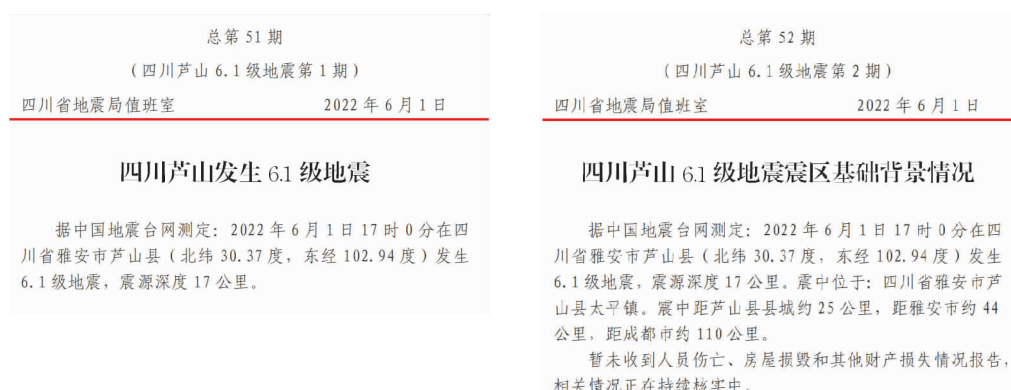 总第 51 期
(四川芦山 6.1 级地震第 1 期)
四川省地震局值班室 2022 年 6 月 1 日
四川芦山发生 6.1 级地震
据中国地震台网测定：2022 年 6 月 1 日 17 时 0 分在四
川省雅安市芦山县（北纬 30.37 度，东经 102.94 度）发生
6.1 级地震，震源深度 17 公里。
总第 52 期
(四川芦山 6.1 级地震第 2 期)
四川省地震局值班室 2022 年 6 月 1 日
四川芦山 6.1 级地震震区基础背景情况
据中国地震台网测定：2022 年 6 月 1 日 17 时 0 分在四
川省雅安市芦山县（北纬 30.37 度，东经 102.94 度）发生
6.1 级地震，震源深度 17 公里。震中位于：四川省雅安市芦
山县太平镇。震中距芦山县县城约 25 公里，距雅安市约 44
公里，距成都市约 110 公里。
暂未收到人员伤亡、房屋损毁和其他财产损失情况报告，
相关情况正在持续核实中。